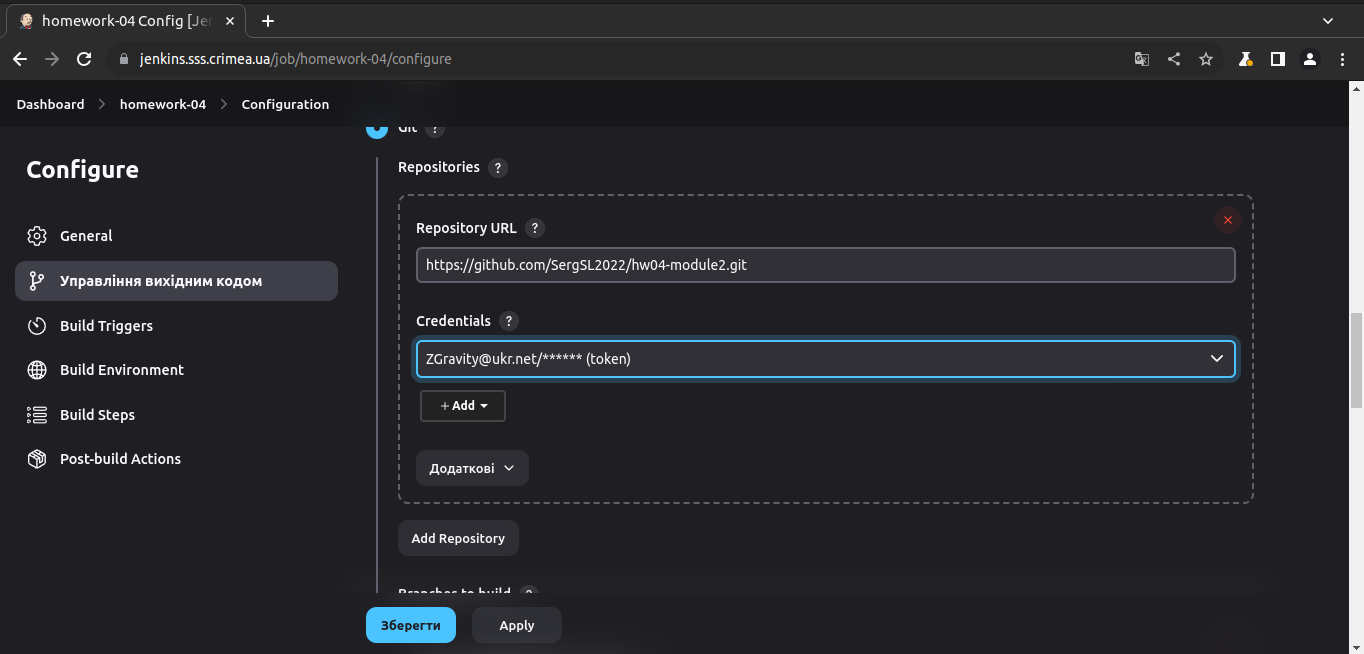 homework-04 Config [Jer
jenkins.sss.crimea.ua/job/homework-04/configure
Dashboard > homework-04 > Configuration
Git ?
Configure
General
Управління вихідним кодом
Build Triggers
Build Environment
Build Steps
Post-build Actions
Repositories ?
Repository URL ?
https://github.com/SergSL2022/hw04-module2.git
Credentials ?
ZGravity@ukr.net/****** (token)
+ Add
Додаткові
Add Repository
Branches to build ?
Зберегти
Apply